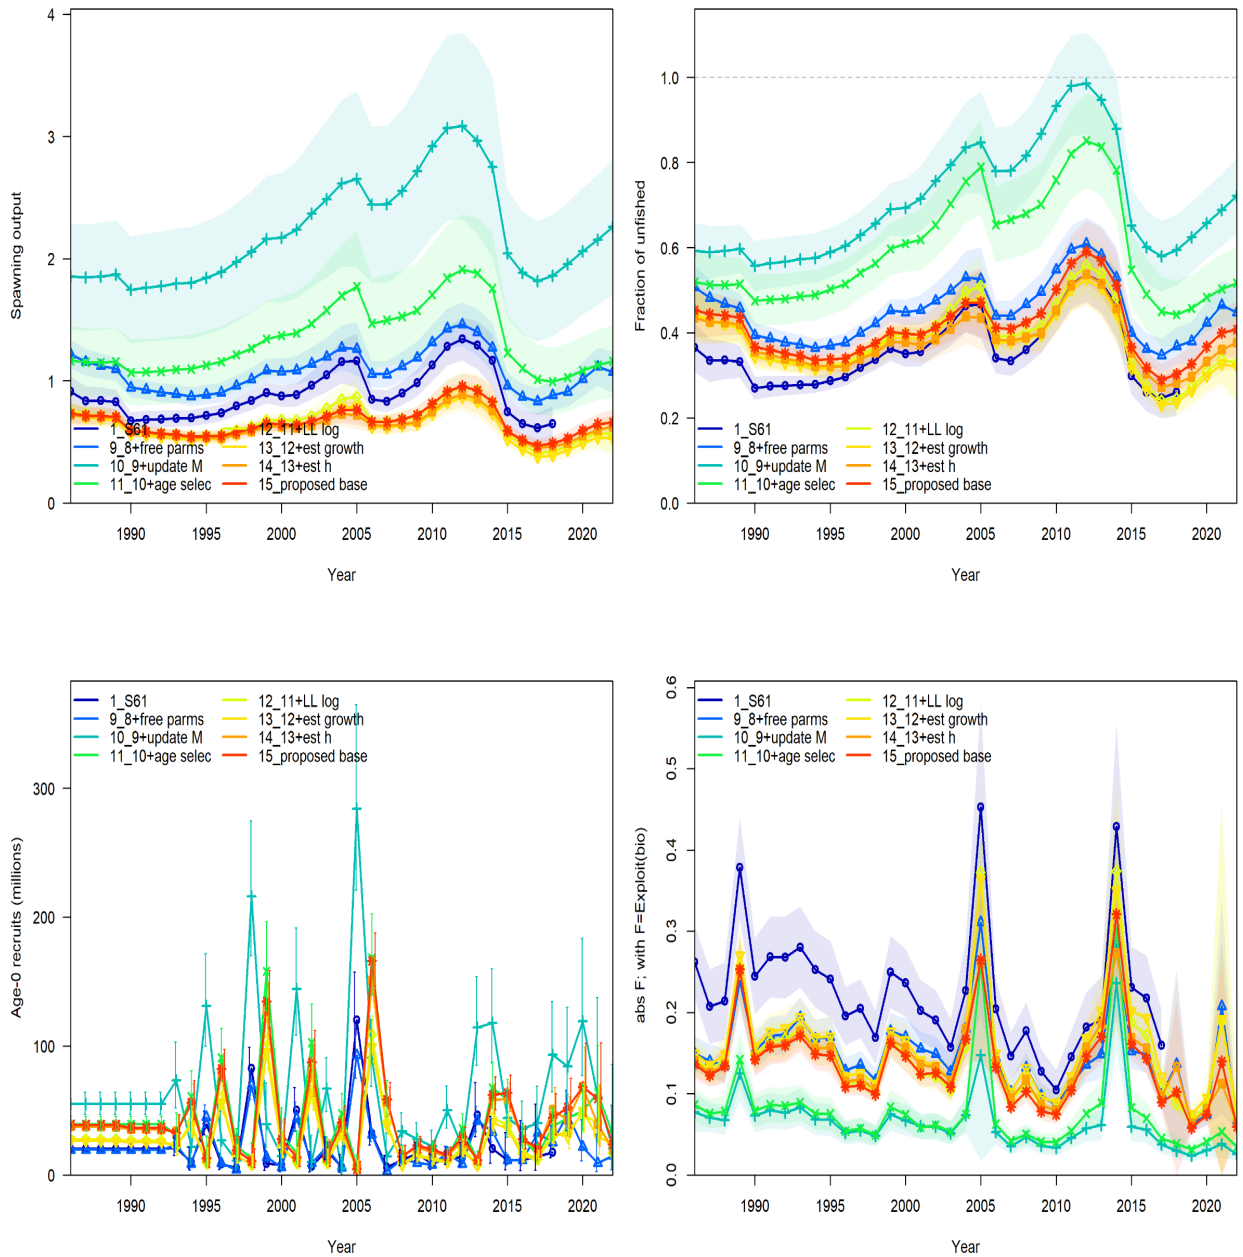 Spawning output
4
3
2
1
0
1_S61
9_8+free parms
10_9+update M
11_10+age selec
12_11+LL log
13_12+est growth
14_13+est h
15_proposed base
1990 1995 2000 2005 2010 2015 2020
Year
Fraction of unfished
1.0
0.8
0.6
0.4
0.2
0.0
1_S61
9_8+free parms
10_9+update M
11_10+age selec
12_11+LL log
13_12+est growth
14_13+est h
15_proposed base
1990 1995 2000 2005 2010 2015 2020
Year
Age-0 recruits (millions)
300
200
100
0
1_S61
9_8+free parms
10_9+update M
11_10+age selec
12_11+LL log
13_12+est growth
14_13+est h
15_proposed base
1990 1995 2000 2005 2010 2015 2020
Year
abs F; with F=Exploit(bio)
0.6
0.5
0.4
0.3
0.2
0.1
0.0
1_S61
9_8+free parms
10_9+update M
11_10+age selec
12_11+LL log
13_12+est growth
14_13+est h
15_proposed base
1990 1995 2000 2005 2010 2015 2020
Year